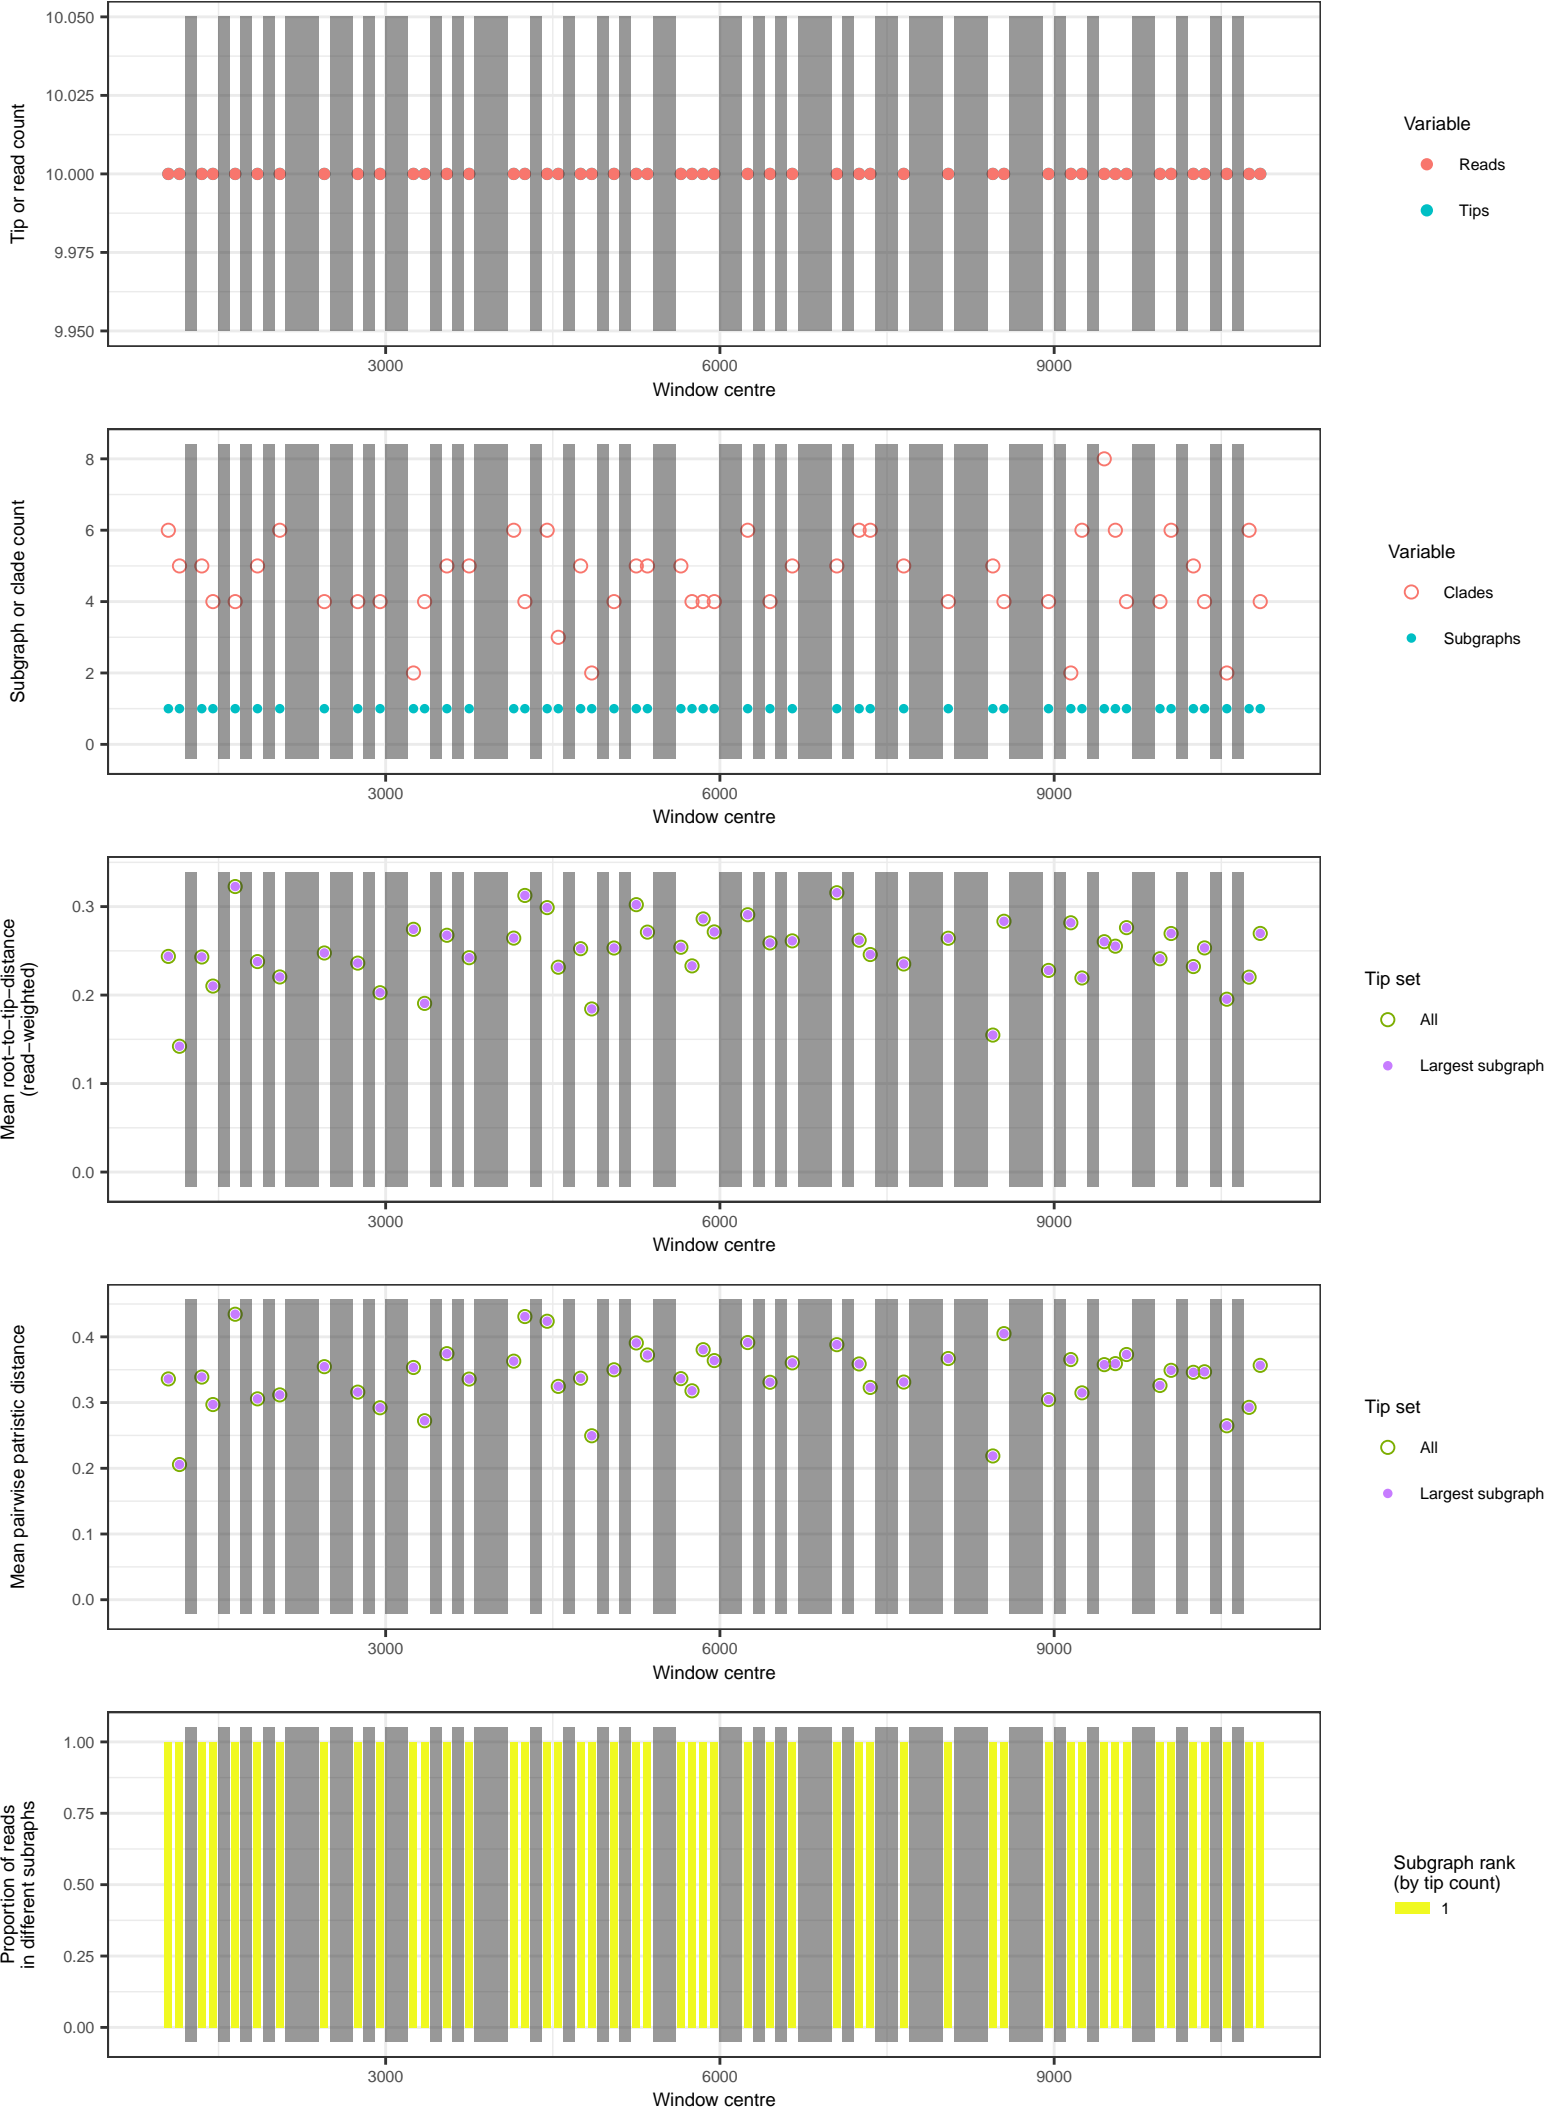 10.050
10.025
10.000
9.975
9.950
Tip or read count
3000
6000
9000
Window centre
Variable
Reads
Tips
8
6
4
2
0
Subgraph or clade count
3000
6000
9000
Window centre
Variable
Clades
Subgraphs
0.3
0.2
0.1
0.0
Mean root−to−tip−distance
(read−weighted)
3000
6000
9000
Window centre
Tip set
All
Largest subgraph
0.4
0.3
0.2
0.1
0.0
Mean pairwise patristic distance
3000
6000
9000
Window centre
Tip set
All
Largest subgraph
1.00
0.75
0.50
0.25
0.00
Proportion of reads
in different subraphs
3000
6000
9000
Window centre
Subgraph rank
(by tip count)
1